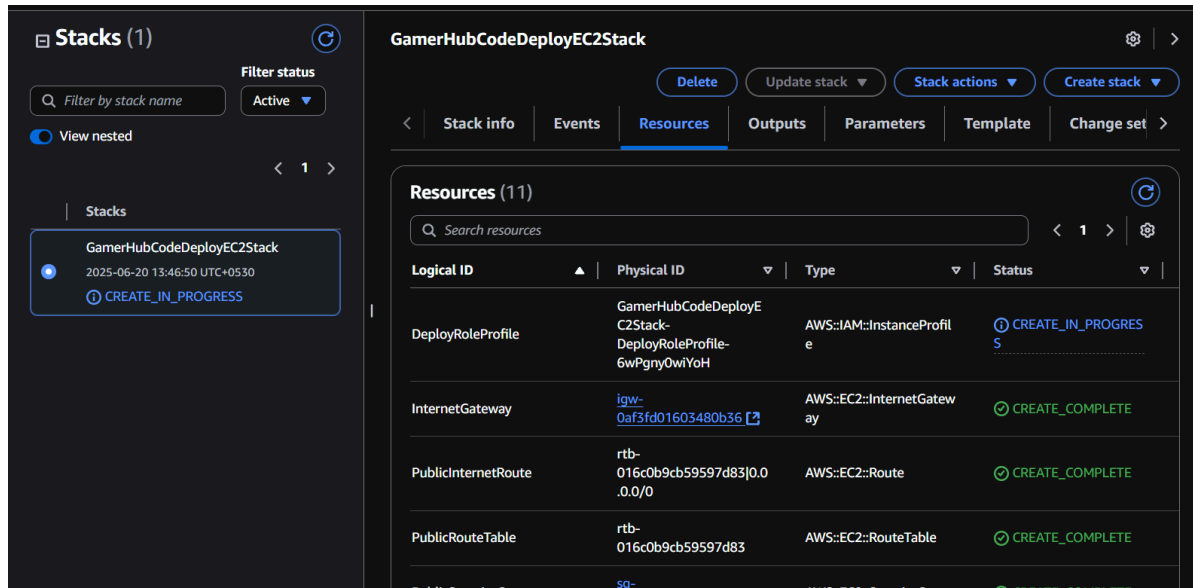 Stacks (1)
Filter status
Filter by stack name
Active
View nested
1
Stacks
GamerHubCodeDeployEC2Stack
2025-06-20 13:46:50 UTC+0530
CREATE_IN_PROGRESS
GamerHubCodeDeployEC2Stack
Delete
Update stack
Stack actions
Create stack
Stack info
Events
Resources
Outputs
Parameters
Template
Change set
Resources (11)
Search resources
1
Logical ID
Physical ID
Type
Status
DeployRoleProfile
GamerHubCodeDeployE
C2Stack-
DeployRoleProfile-
6wPgny0wiYoH
AWS::IAM::InstanceProfil
e
CREATE_IN_PROGRES
S
InternetGateway
igw-
0af3fd01603480b36
AWS::EC2::InternetGatew
ay
CREATE_COMPLETE
PublicInternetRoute
rtb-
016c0b9cb59597d83|0.0
.0.0/0
AWS::EC2::Route
CREATE_COMPLETE
PublicRouteTable
rtb-
016c0b9cb59597d83
AWS::EC2::RouteTable
CREATE_COMPLETE
sg-